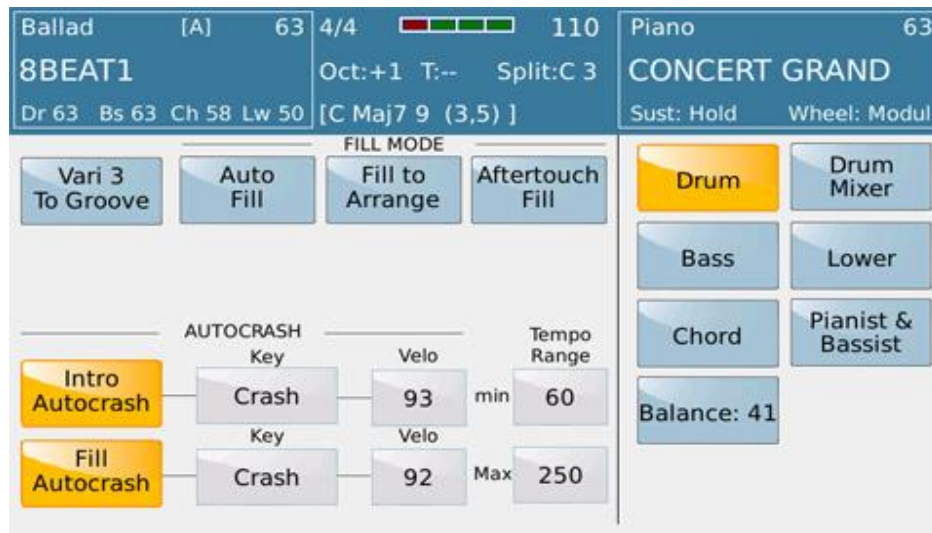 Ballad [A] 63 4/4 110 Piano 63
8BEAT1 Oct:+1 T:-- Split:C 3 CONCERT GRAND
Dr 63 Bs 63 Ch 58 Lw 50 [C Maj7 9 (3,5) ] Sust: Hold Wheel: Modul
FILL MODE
Vari 3
To Groove
Auto
Fill
Fill to
Arrange
Aftertouch
Fill
AUTOCRASH
Key
Velo
Tempo
Range
Intro
Autocrash
Crash
93
min
60
Key
Velo
Fill
Autocrash
Crash
92
Max
250
Drum
Drum
Mixer
Bass
Lower
Chord
Pianist &
Bassist
Balance: 41